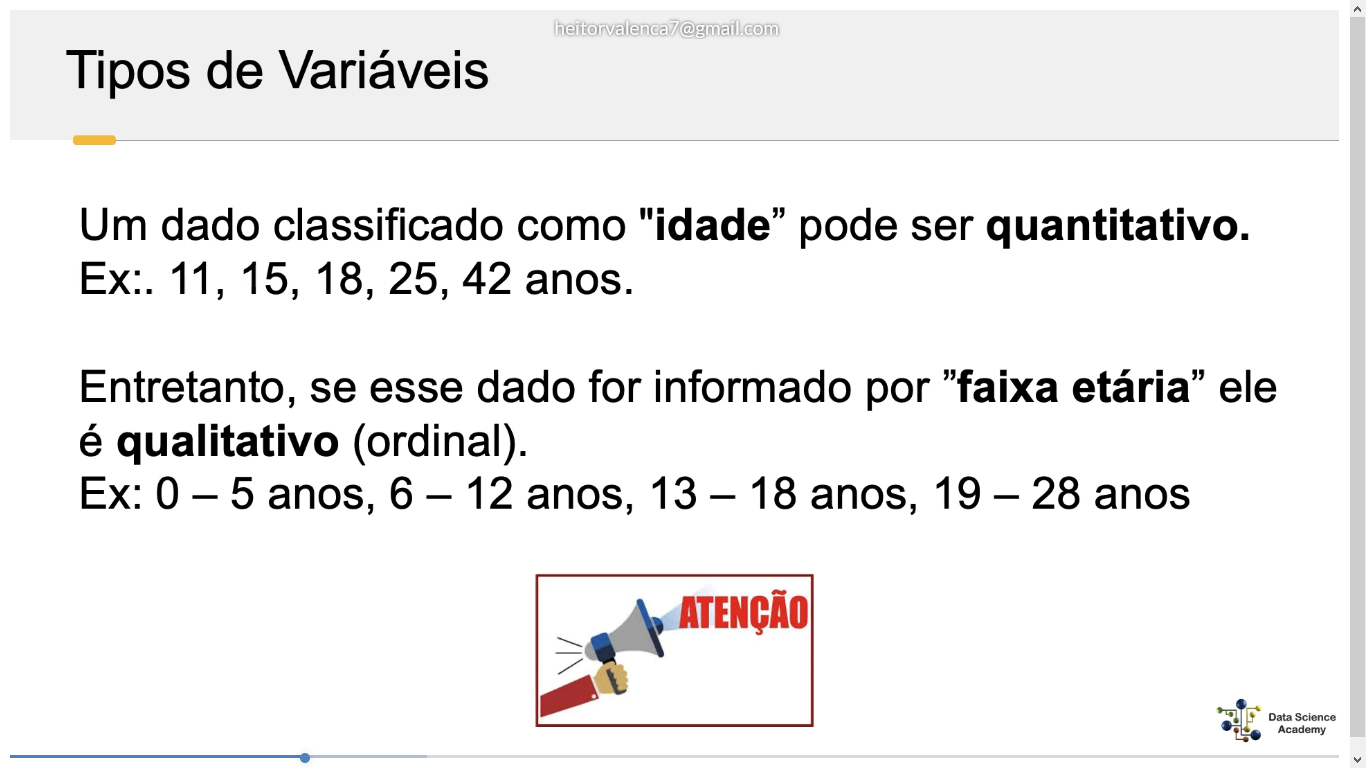 heitorvalenca7@gmail.com
Tipos de Variáveis
Um dado classificado como "idade” pode ser quantitativo.
Ex:. 11, 15, 18, 25, 42 anos.
Entretanto, se esse dado for informado por ”faixa etária” ele
é qualitativo (ordinal).
Ex: 0 – 5 anos, 6 – 12 anos, 13 – 18 anos, 19 – 28 anos
ATENÇÃO
Data Science
Academy